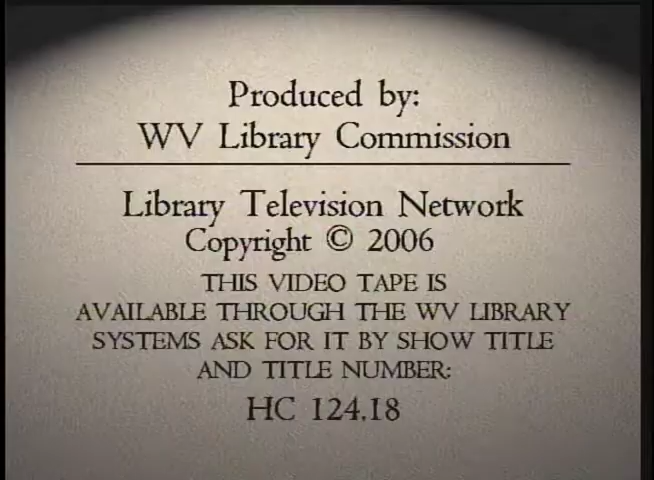 Produced by:
WV Library Commission
Library Television Network
Copyright © 2006
THIS VIDEO TAPE IS
AVAILABLE THROUGH THE WV LIBRARY
SYSTEMS ASK FOR IT BY SHOW TITLE
AND TITLE NUMBER:
HC 124.18